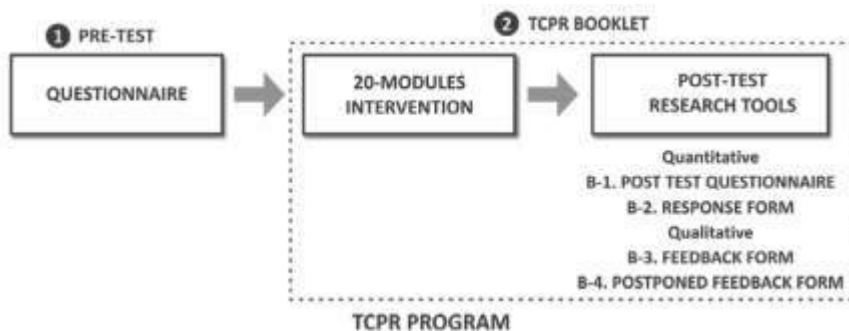 1 PRE-TEST
2 TCPR BOOKLET
QUESTIONNAIRE
20-MODULES
INTERVENTION
POST-TEST
RESEARCH TOOLS
Quantitative
B-1. POST TEST QUESTIONNAIRE
B-2. RESPONSE FORM
Qualitative
B-3. FEEDBACK FORM
B-4. POSTPONED FEEDBACK FORM
TCPR PROGRAM